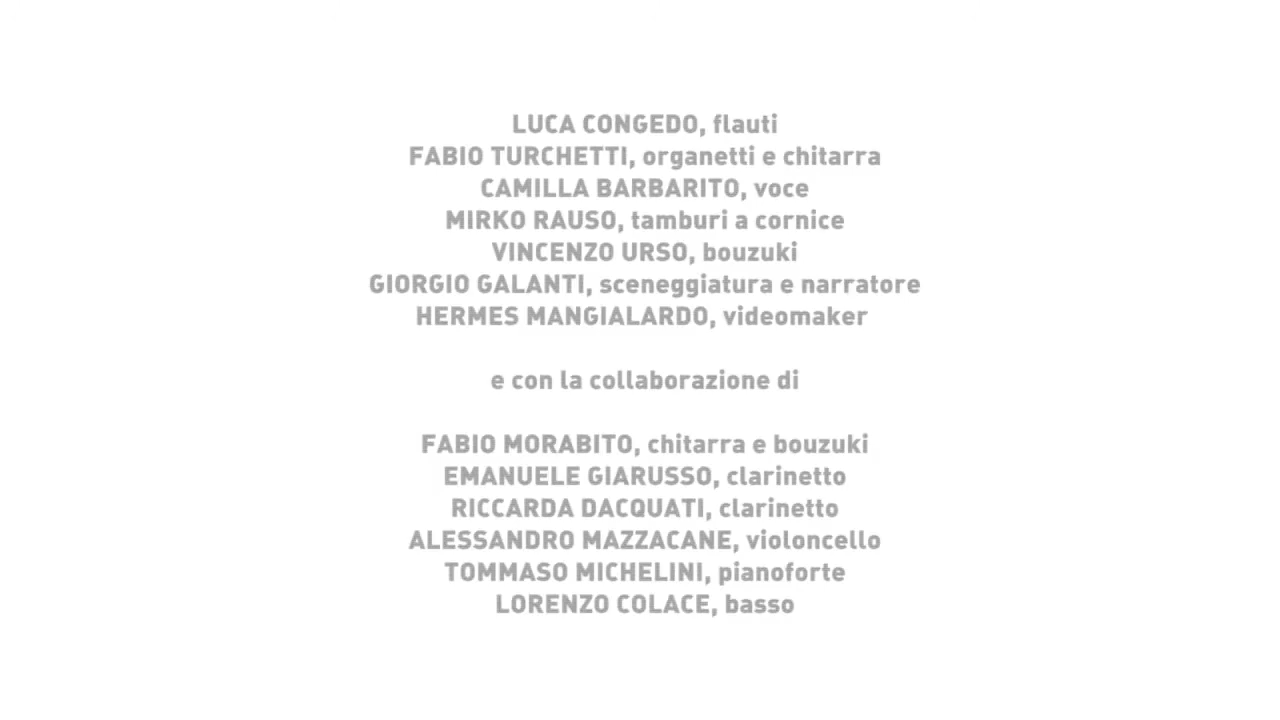 LUCA CONGEDO, flauti
FABIO TURCHETTI, organetti e chitarra
CAMILLA BARBARITO, voce
MIRKO RAUSO, tamburi a cornice
VINCENZO URSO, bouzuki
GIORGIO GALANTI, sceneggiatura e narratore
HERMES MANGIALARDO, videomaker
e con la collaborazione di
FABIO MORABITO, chitarra e bouzuki
EMANUELE GIARUSSO, clarinetto
RICCARDA DACQUATI, clarinetto
ALESSANDRO MAZZACANE, violoncello
TOMMASO MICHELINI, pianoforte
LORENZO COLACE, basso